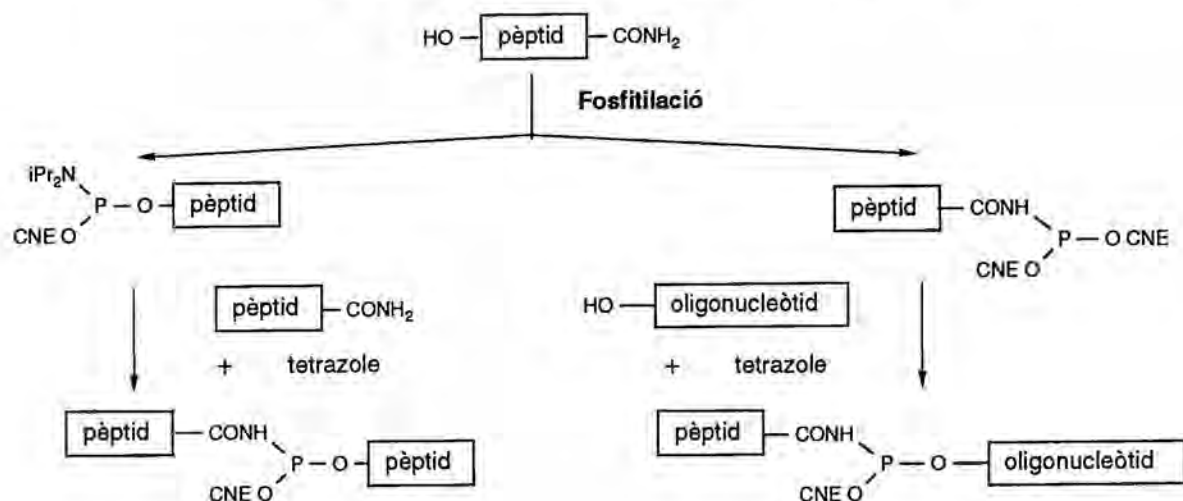 HO — pèptid — CONH₂
Fosfitilació
iPr₂N
P — O — pèptid
CNE O
pèptid — CONH
P — O CNE
CNE O
pèptid — CONH₂
+ tetrazole
HO — oligonucleòtid
+ tetrazole
pèptid — CONH
P — O — pèptid
CNE O
pèptid — CONH
P — O — oligonucleòtid
CNE O